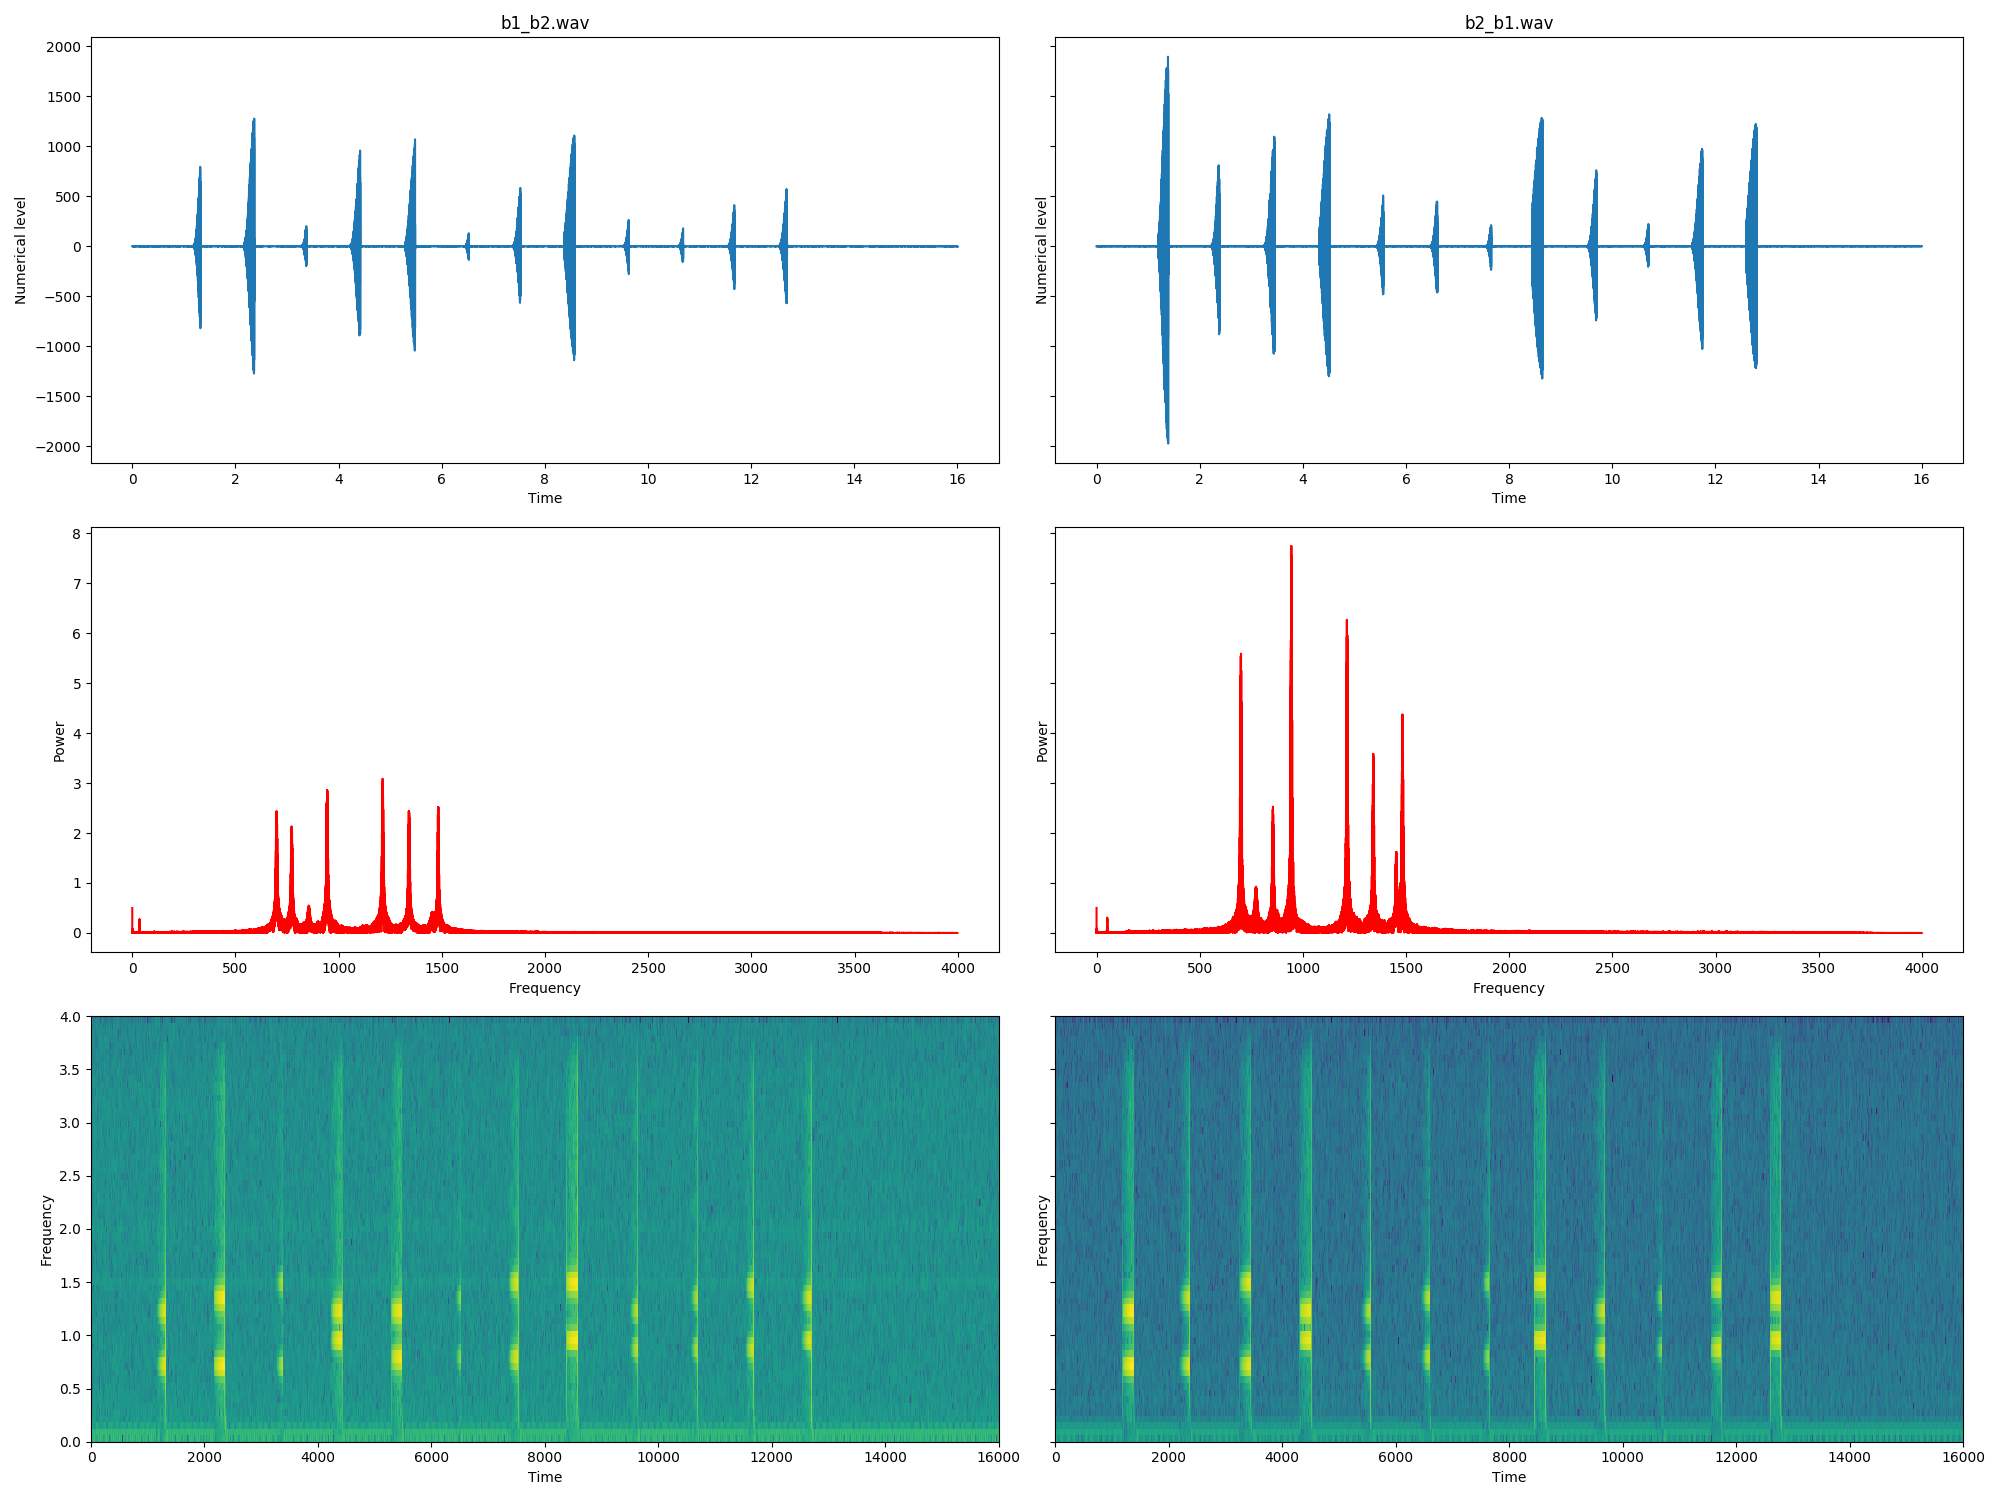 b1_b2.wav
b2_b1.wav
2000
1500
1000
500
0
−500
−1000
−1500
−2000
Numerical level
Numerical level
0 2 4 6 8 10 12 14 16
0 2 4 6 8 10 12 14 16
Time
Time
8
7
6
5
4
3
2
1
0
Power
Power
0 500 1000 1500 2000 2500 3000 3500 4000
0 500 1000 1500 2000 2500 3000 3500 4000
Frequency
Frequency
4.0
3.5
3.0
2.5
2.0
1.5
1.0
0.5
0.0
Frequency
Frequency
0 2000 4000 6000 8000 10000 12000 14000 16000
0 2000 4000 6000 8000 10000 12000 14000 16000
Time
Time